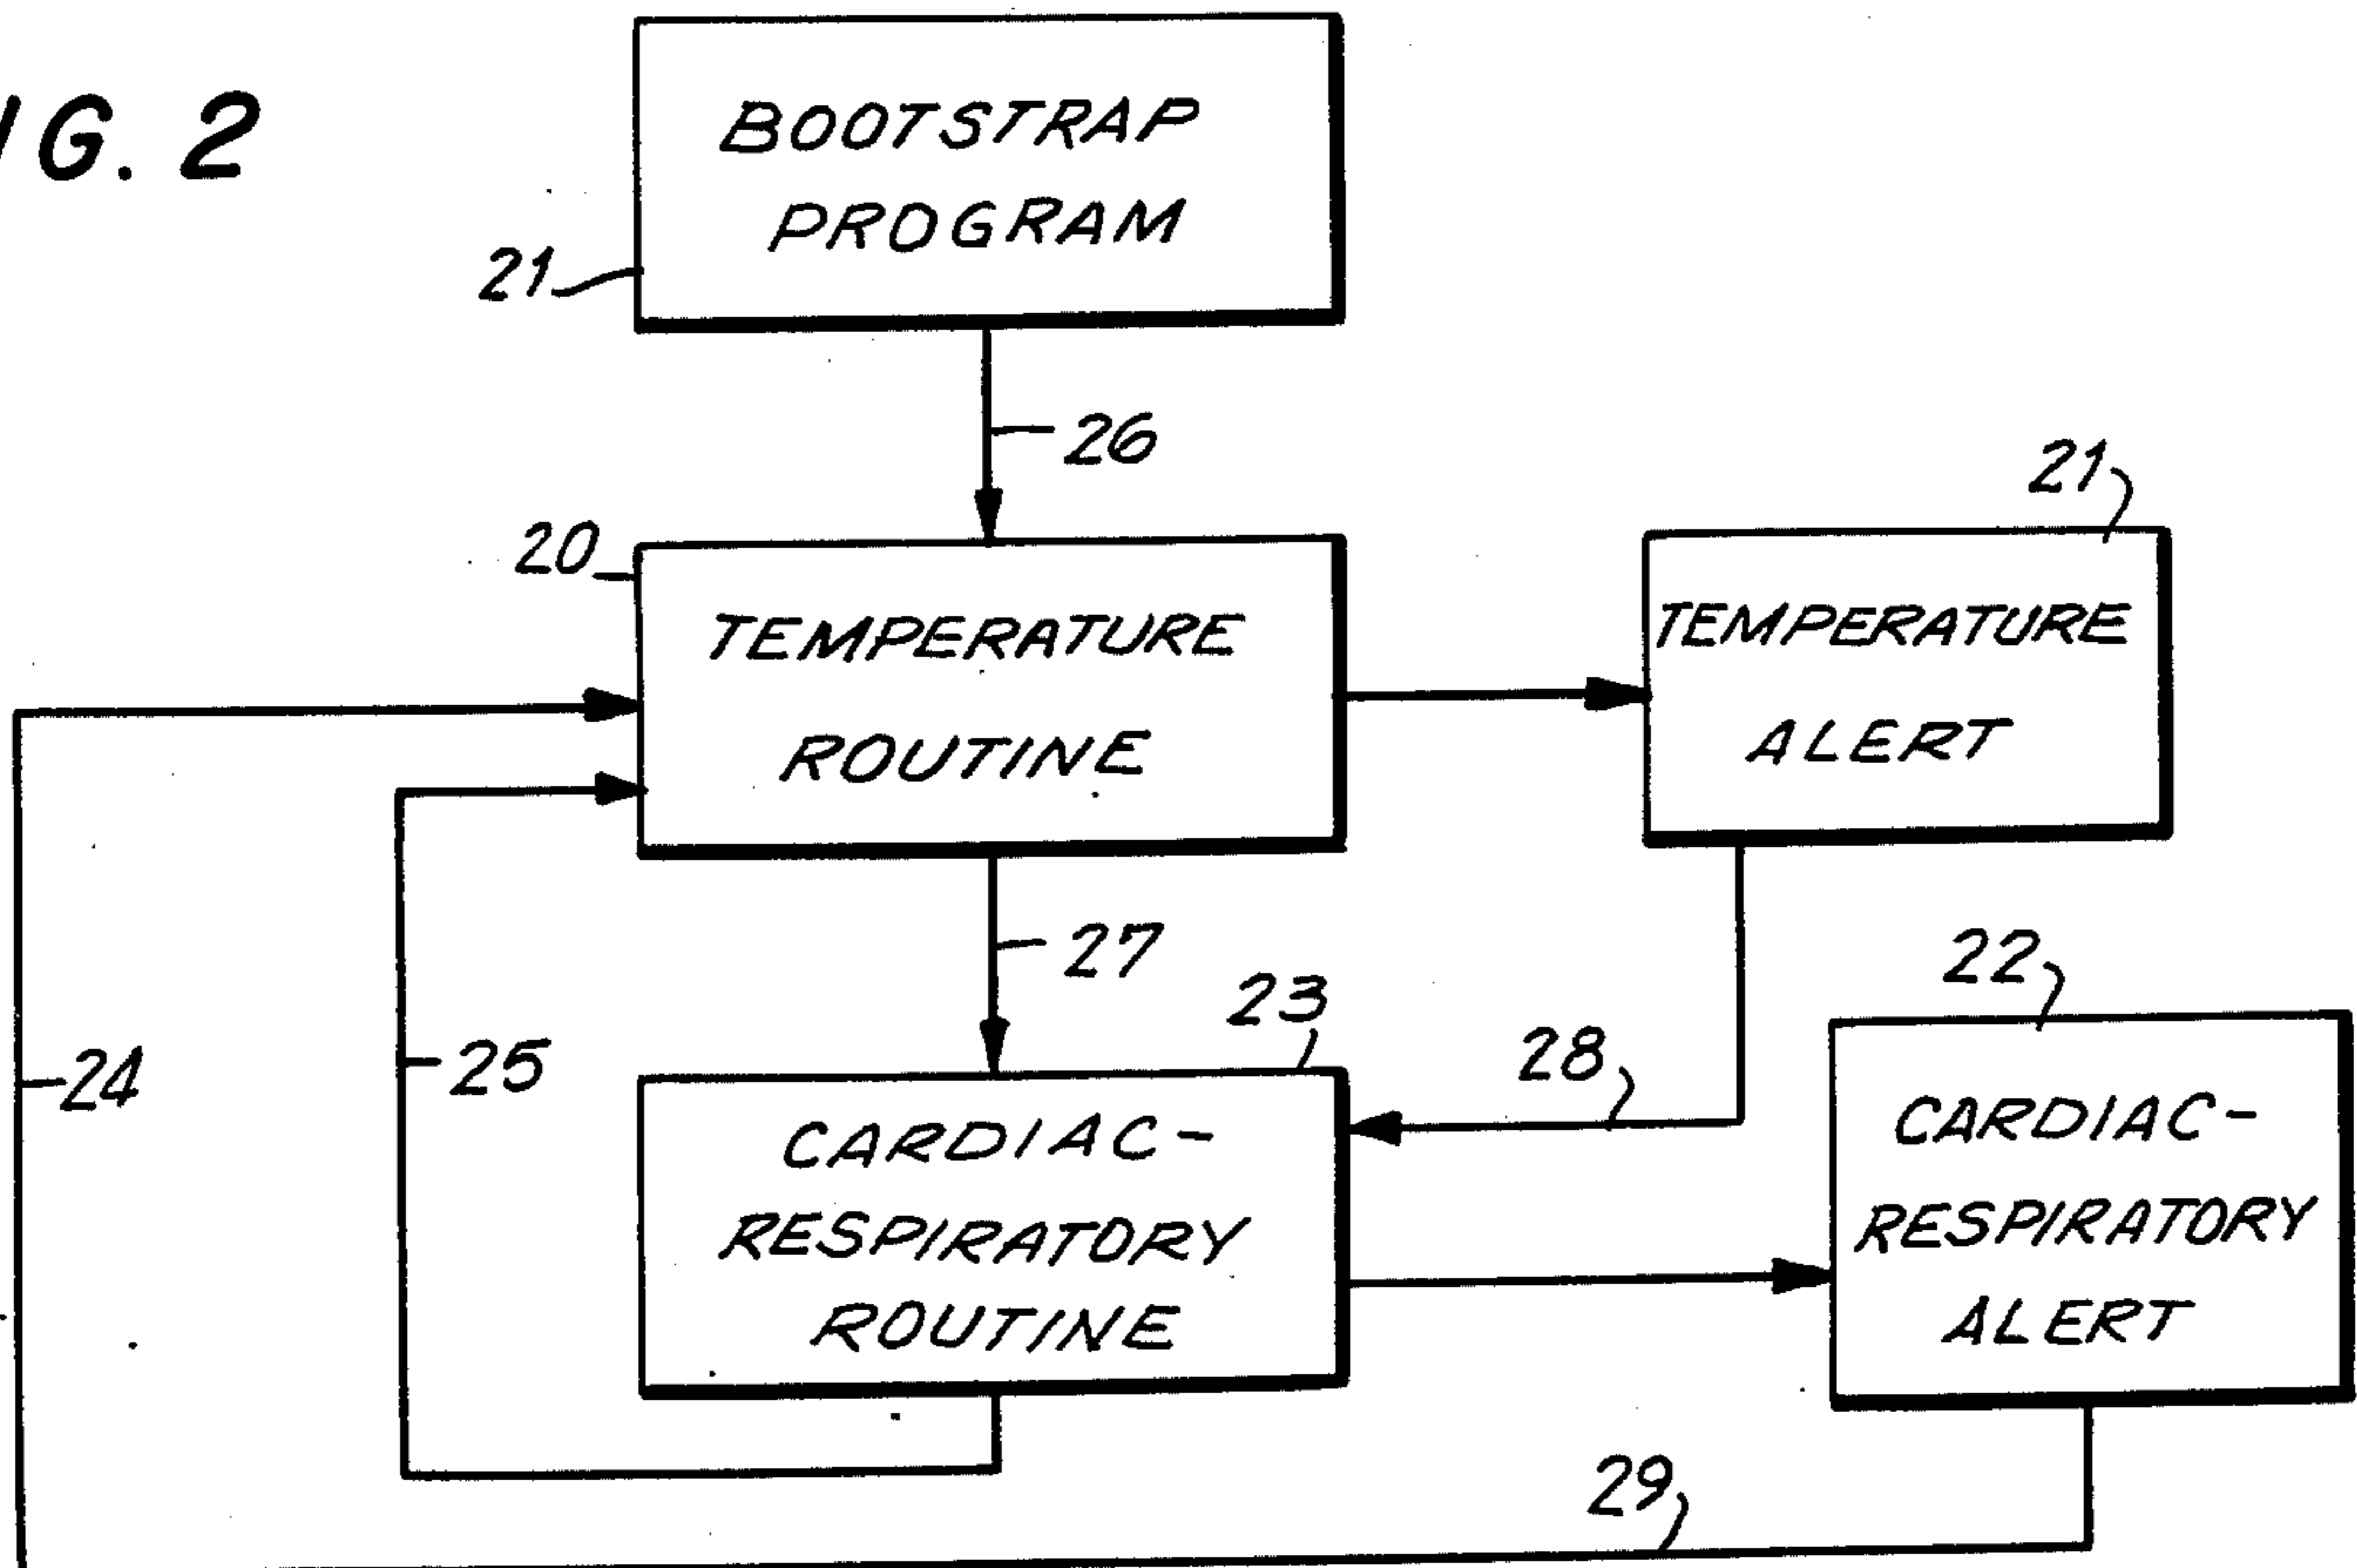 IG. 2
BOOTSTRAP
PROGRAM
21
26
20
TEMPERATURE
ROUTINE
21
TEMPERATURE
ALERT
27
23
28
22
24
25
CARDIAC-
RESPIRATORY
ROUTINE
CARDIAC-
RESPIRATORY
ALERT
29